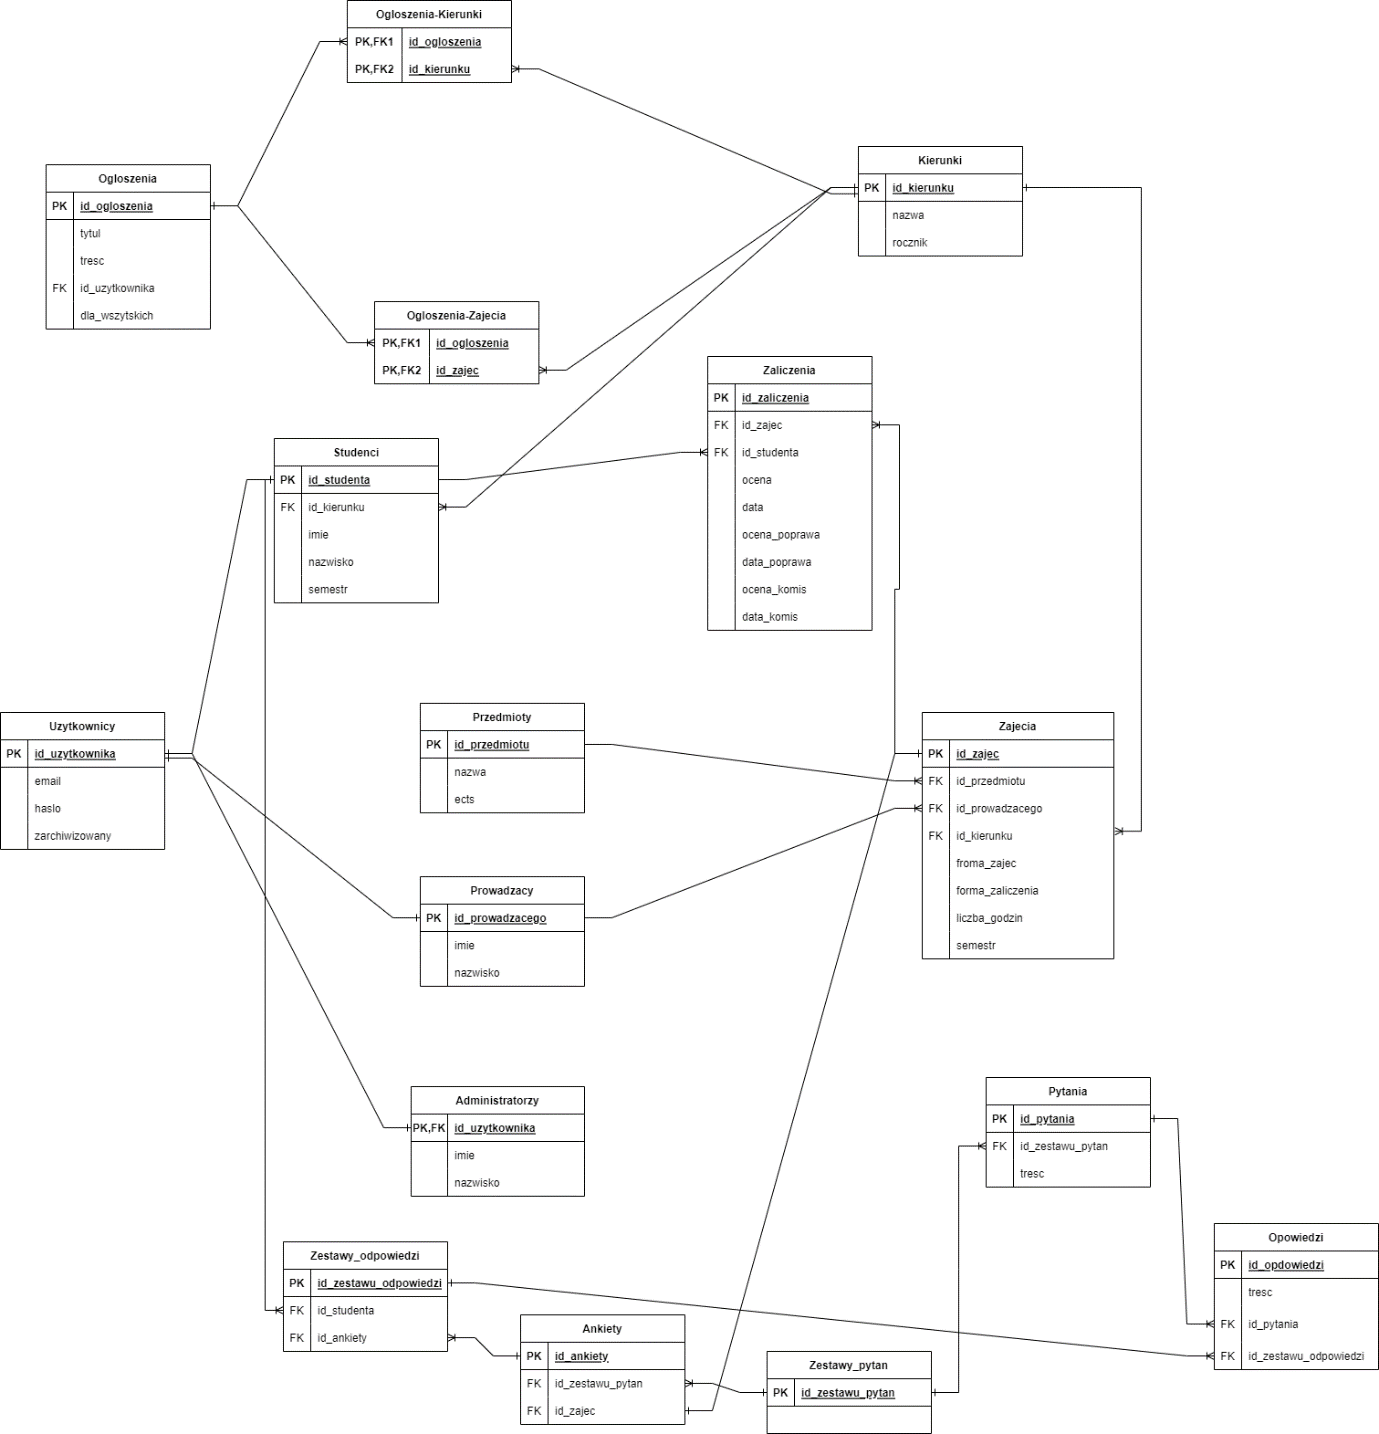 Ogloszenia-Kierunki
PK,FK1 id_ogloszenia
PK,FK2 id_kierunku
Kierunki
PK id_kierunku
nazwa
rocznik
Ogloszenia
PK id_ogloszenia
tytul
tresc
FK id_uzytkownika
dla_wszytskich
Ogloszenia-Zajecia
PK,FK1 id_ogloszenia
PK,FK2 id_zajec
Zaliczenia
PK id_zaliczenia
FK id_zajec
FK id_studenta
ocena
data
ocena_poprawa
data_poprawa
ocena_komis
data_komis
Studenci
PK id_studenta
FK id_kierunku
imie
nazwisko
semestr
Uzytkownicy
PK id_uzytkownika
email
haslo
zarchiwizowany
Przedmioty
PK id_przedmiotu
nazwa
ects
Zajecia
PK id_zajec
FK id_przedmiotu
FK id_prowadzacego
FK id_kierunku
froma_zajec
forma_zaliczenia
liczba_godzin
semestr
Prowadzacy
PK id_prowadzacego
imie
nazwisko
Administratorzy
PK,FK id_uzytkownika
imie
nazwisko
Pytania
PK id_pytania
FK id_zestawu_pytan
tresc
Opowiedzi
PK id_opdowiedzi
tresc
FK id_pytania
FK id_zestawu_odpowiedzi
Zestawy_odpowiedzi
PK id_zestawu_odpowiedzi
FK id_studenta
FK id_ankiety
Ankiety
PK id_ankiety
FK id_zestawu_pytan
FK id_zajec
Zestawy_pytan
PK id_zestawu_pytan